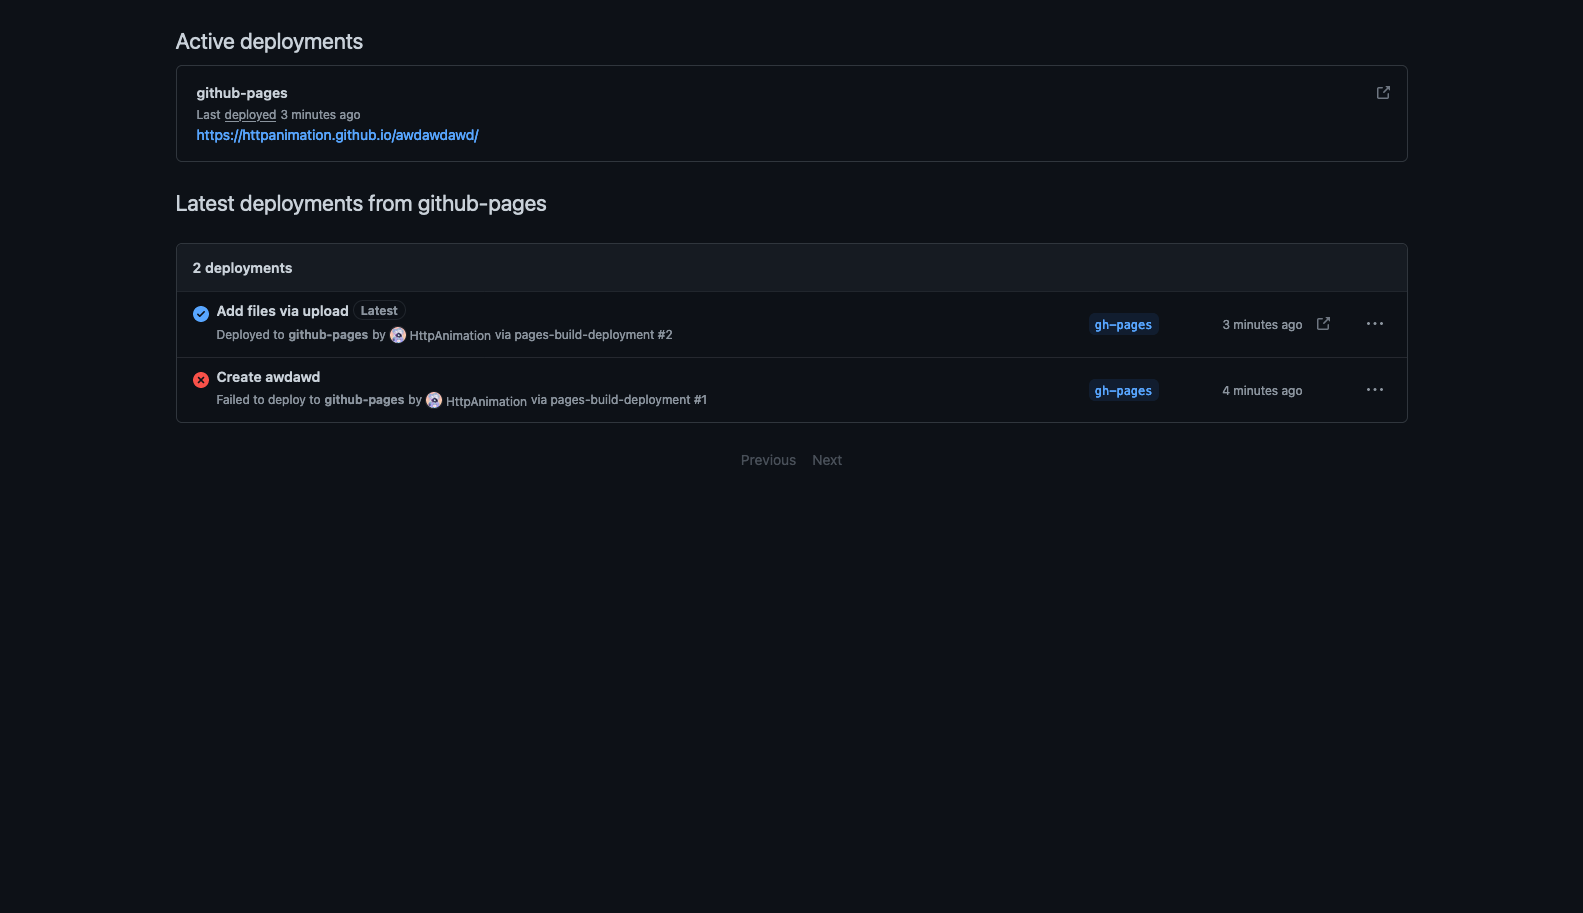 Active deployments
github-pages
Last deployed 3 minutes ago
https://httpanimation.github.io/awdawdawd/
Latest deployments from github-pages
2 deployments
Add files via upload Latest
Deployed to github-pages by HttpAnimation via pages-build-deployment #2
gh-pages 3 minutes ago
Create awdawd
Failed to deploy to github-pages by HttpAnimation via pages-build-deployment #1
gh-pages 4 minutes ago
Previous Next